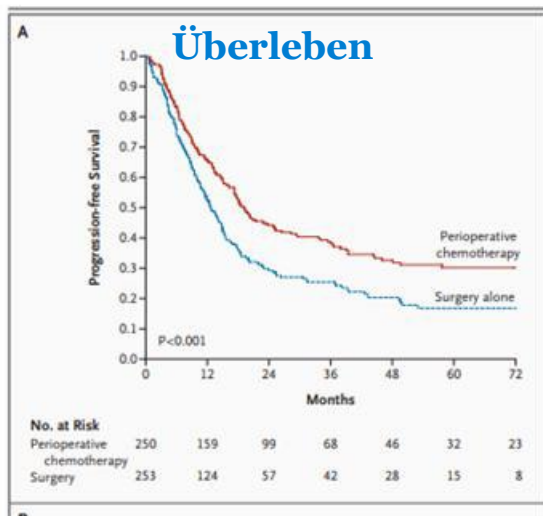 A
Überleben
1.0
0.9
0.8
0.7
0.6
0.5
0.4
0.3
0.2
0.1
0.0
Progression-free Survival
Perioperative
chemotherapy
Surgery alone
P<0.001
0 12 24 36 48 60 72
Months
No. at Risk
Perioperative 250 159 99 68 46 32 23
chemotherapy
Surgery 253 124 57 42 28 15 8